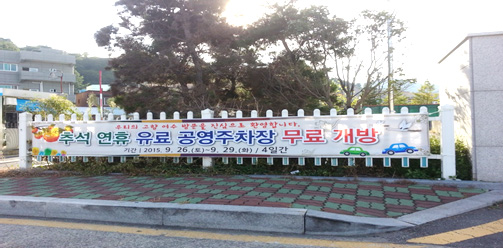 우리의 고향 여수 방문을 진심으로 환영합니다.
추석 연휴 유료 공영주차장 무료 개방
기간 | 2015. 9. 26.(토)~9. 29.(화) / 4일간